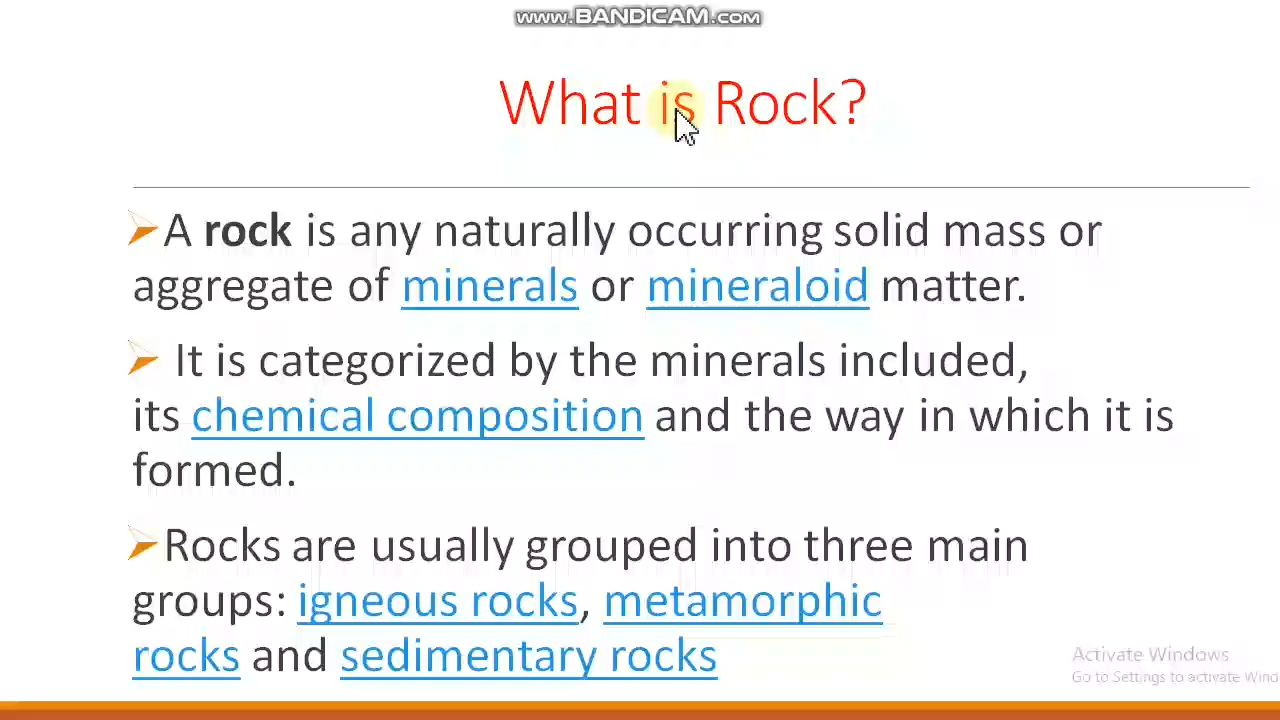 www.BANDICAM.com
What is Rock?
A rock is any naturally occurring solid mass or
aggregate of minerals or mineraloid matter.
It is categorized by the minerals included,
its chemical composition and the way in which it is
formed.
Rocks are usually grouped into three main
groups: igneous rocks, metamorphic
rocks and sedimentary rocks
Activate Windows
Go to Settings to activate Wind